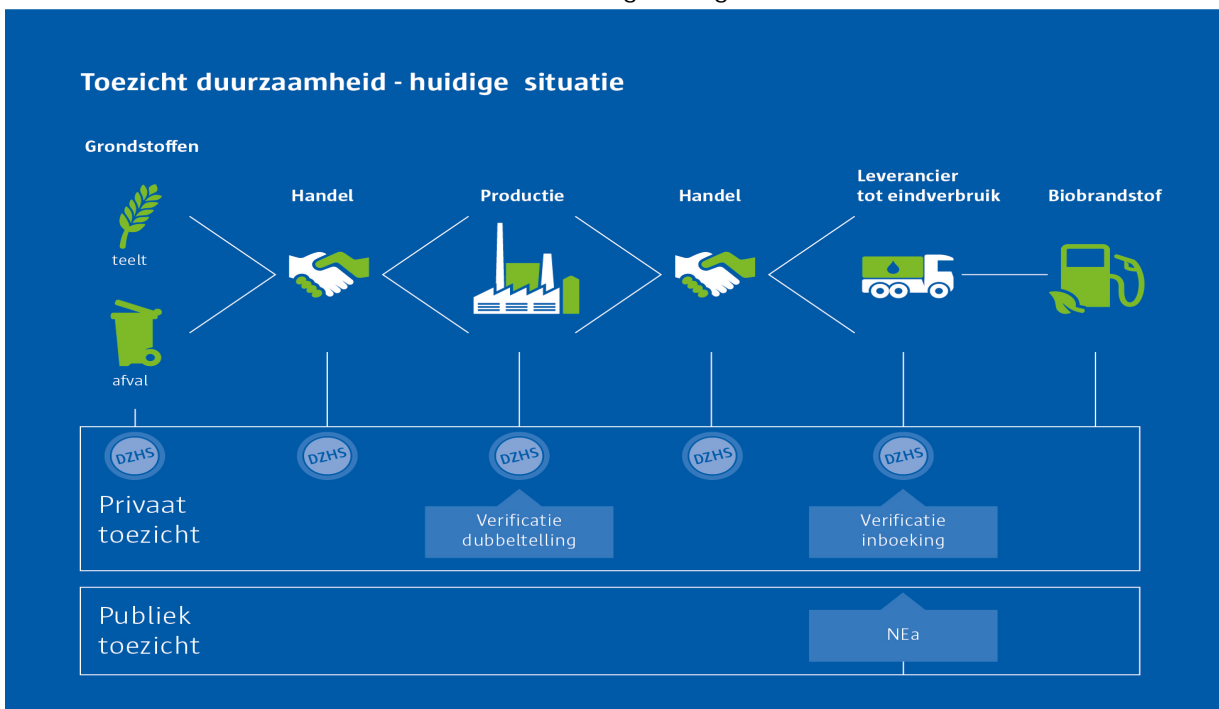 Toezicht duurzaamheid - huidige situatie
Grondstoffen
teelt
afval
Handel
Productie
Handel
Leverancier
tot eindverbruik
Biobrandstof
DZHS
DZHS
DZHS
DZHS
DZHS
Privaat
toezicht
Verificatie
dubbeltelling
Verificatie
inboeking
Publiek
toezicht
NEa